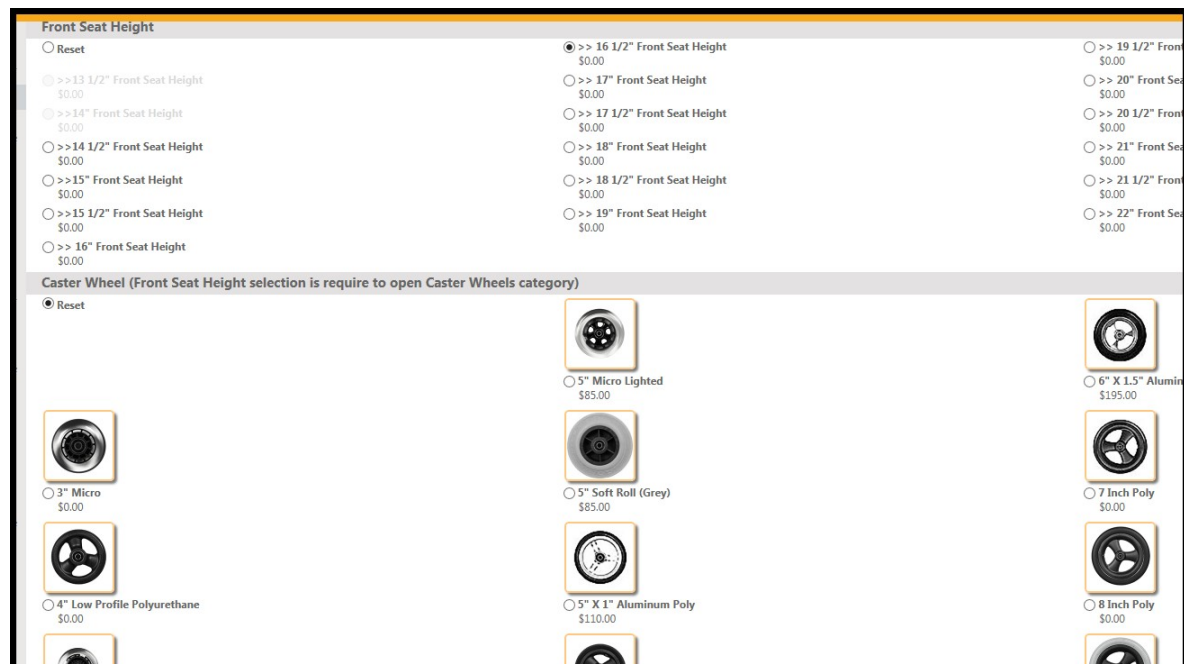 Front Seat Height
Reset
>>13 1/2" Front Seat Height
$0.00
>>14" Front Seat Height
$0.00
>>14 1/2" Front Seat Height
$0.00
>>15" Front Seat Height
$0.00
>>15 1/2" Front Seat Height
$0.00
>> 16" Front Seat Height
$0.00
>> 16 1/2" Front Seat Height
$0.00
>> 17" Front Seat Height
$0.00
>> 17 1/2" Front Seat Height
$0.00
>> 18" Front Seat Height
$0.00
>> 18 1/2" Front Seat Height
$0.00
>> 19" Front Seat Height
$0.00
>> 19 1/2" Front
$0.00
>> 20" Front Sea
$0.00
>> 20 1/2" Front
$0.00
>> 21" Front Sea
$0.00
>> 21 1/2" Front
$0.00
>> 22" Front Sea
$0.00
Caster Wheel (Front Seat Height selection is require to open Caster Wheels category)
Reset
3" Micro
$0.00
4" Low Profile Polyurethane
$0.00
5" Micro Lighted
$85.00
5" Soft Roll (Grey)
$85.00
5" X 1" Aluminum Poly
$110.00
6" X 1.5" Alumin
$195.00
7 Inch Poly
$0.00
8 Inch Poly
$0.00